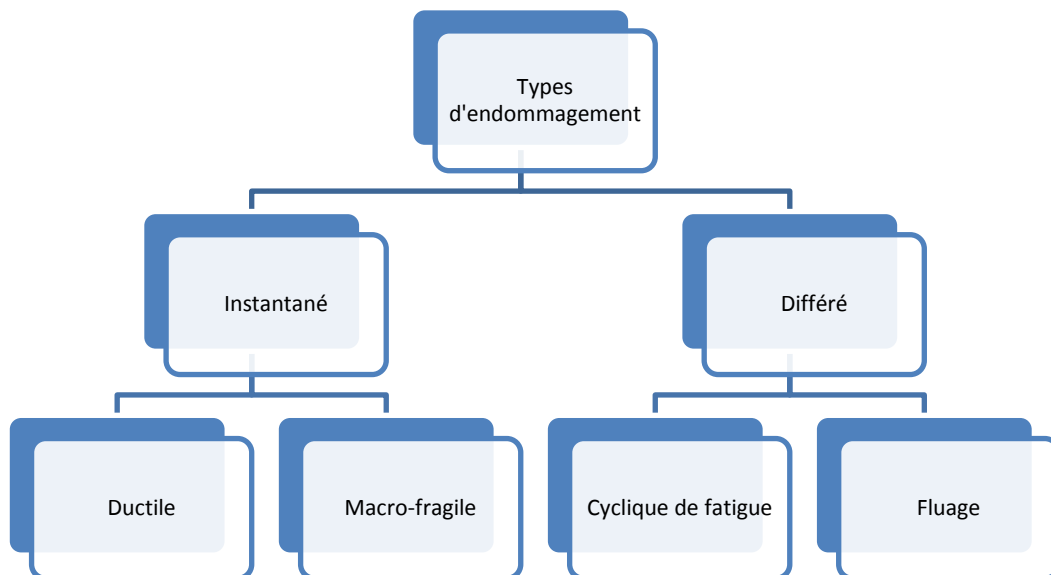 Types
d'endommagement
Instantané
Différé
Ductile
Macro-fragile
Cyclique de fatigue
Fluage